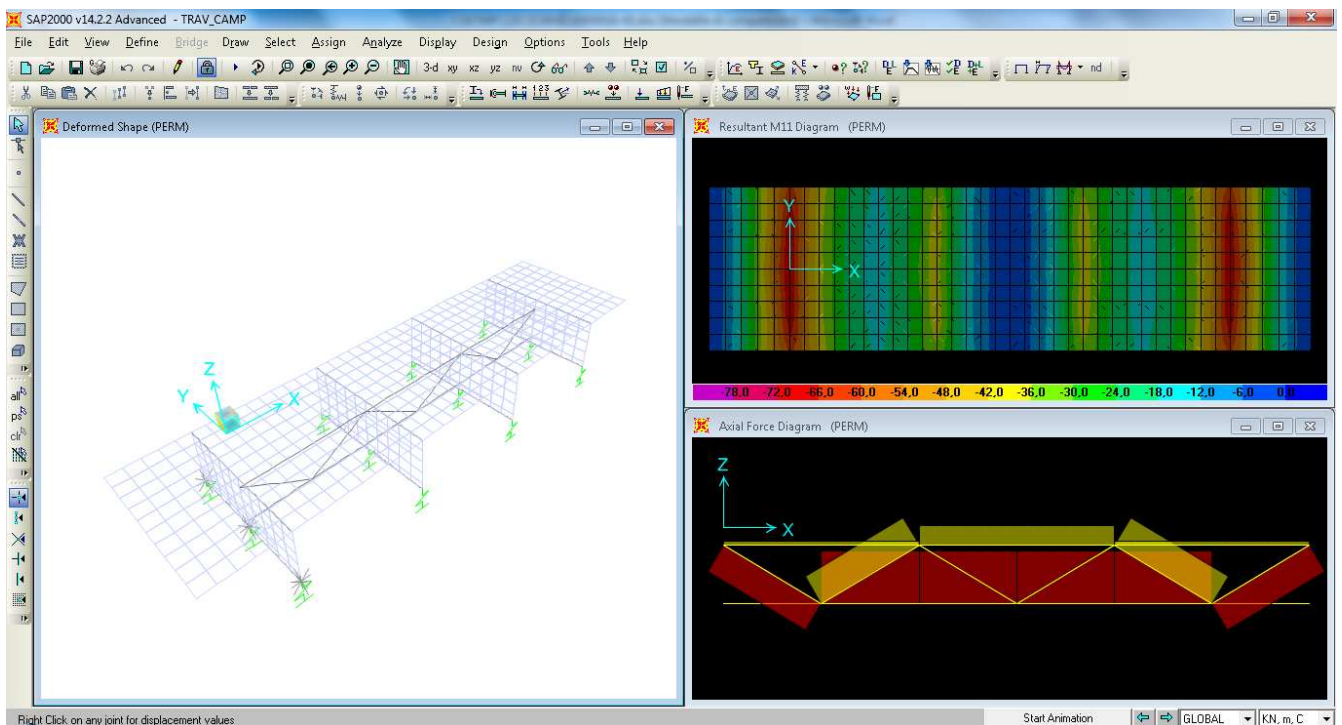 SAP2000 v14.2.2 Advanced - TRAV_CAMP
File Edit View Define Bridge Draw Select Assign Analyze Display Design Options Tools Help
3-d xy xz yz nv
nd
Deformed Shape (PERM)
Z
Y
X
Resultant M11 Diagram (PERM)
Y
X
-78,0 -72,0 -66,0 -60,0 -54,0 -48,0 -42,0 -36,0 -30,0 -24,0 -18,0 -12,0 -6,0 0,0
Axial Force Diagram (PERM)
Z
X
all
ps
clr
Right Click on any joint for displacement values
Start Animation
GLOBAL
KN, m, C